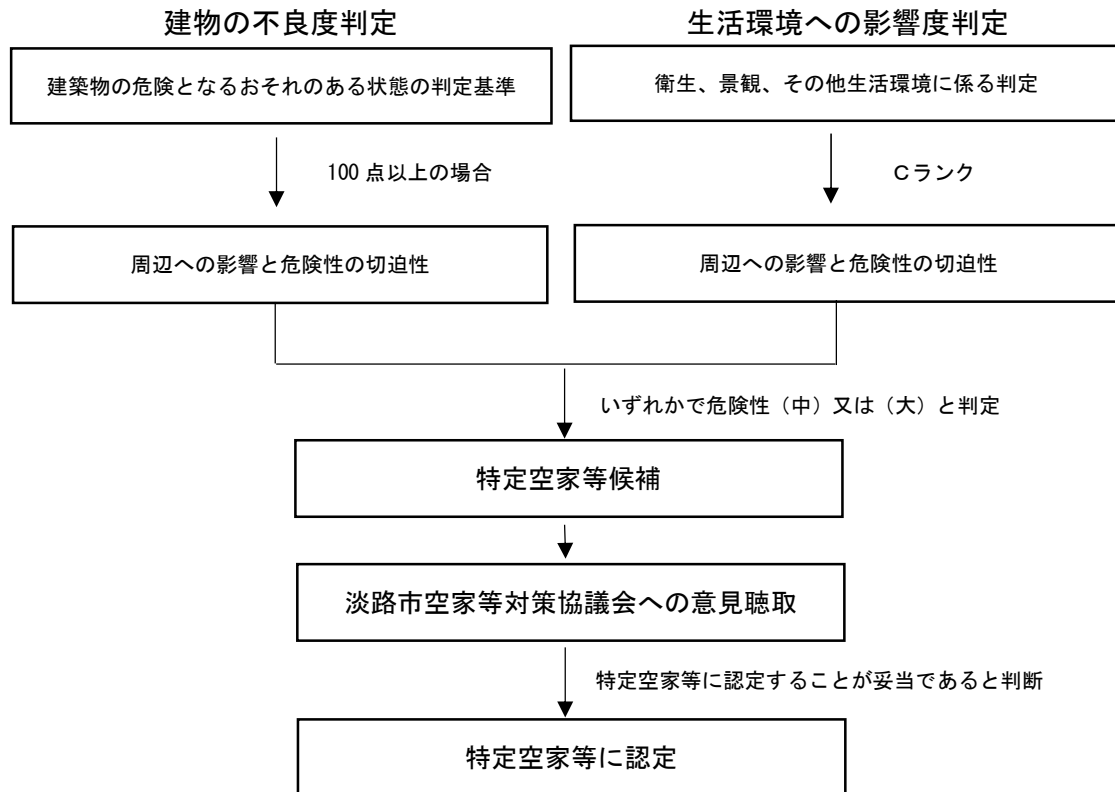 建物の不良度判定
生活環境への影響度判定
建築物の危険となるおそれのある状態の判定基準
衛生、景観、その他生活環境に係る判定
100点以上の場合
Cランク
周辺への影響と危険性の切迫性
周辺への影響と危険性の切迫性
いずれかで危険性（中）又は（大）と判定
特定空家等候補
淡路市空家等対策協議会への意見聴取
特定空家等に認定することが妥当であると判断
特定空家等に認定